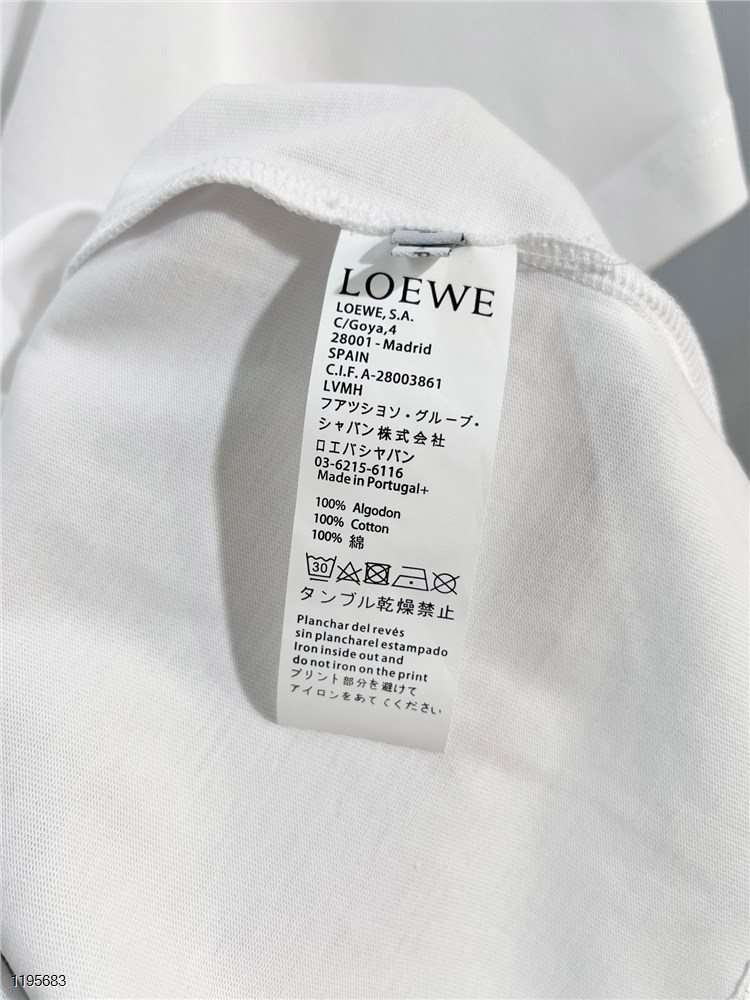 LOEWE
LOEWE, S.A.
C/Goya,4
28001 - Madrid
SPAIN
C.I.F. A-28003861
LVMH
フアツショソ・グループ・
シャバン株式会社
ロエバシヤバン
03-6215-6116
Made in Portugal+
100% Algodon
100% Cotton
100% 綿
30
タンブル乾燥禁止
Planchar del revés
sin plancharel estampado
Iron inside out and
do not iron on the print
プリント部分を避けて
アイロンをあてください
1195683